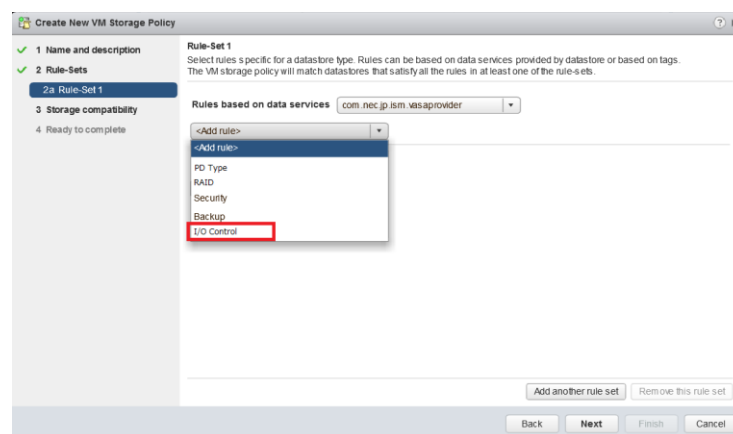 Create New VM Storage Policy
?
1 Name and description
2 Rule-Sets
2a Rule-Set 1
3 Storage compatibility
4 Ready to complete
Rule-Set 1
Select rules specific for a datastore type. Rules can be based on data services provided by datastore or based on tags.
The VM storage policy will match datastores that satisfy all the rules in at least one of the rule-sets.
Rules based on data services com.nec.jp.ism.vasaprovider
<Add rule>
<Add rule>
PD Type
RAID
Security
Backup
I/O Control
Add another rule set Remove this rule set
Back Next Finish Cancel